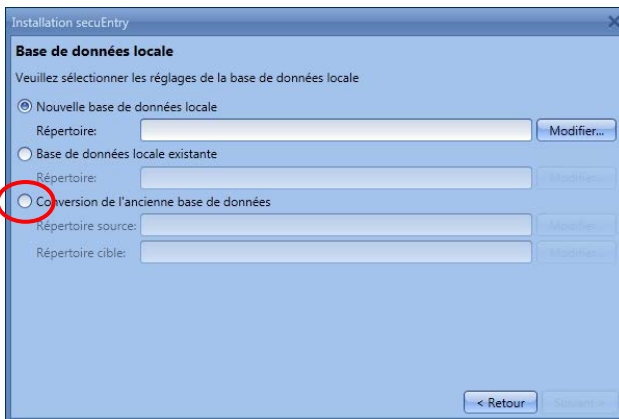 Installation secuEntry
Base de données locale
Veuillez sélectionner les réglages de la base de données locale
Nouvelle base de données locale
Répertoire: Modifier...
Base de données locale existante
Répertoire: Modifier...
Conversion de l'ancienne base de données
Répertoire source: Modifier...
Répertoire cible: Modifier...
< Retour Suivant >